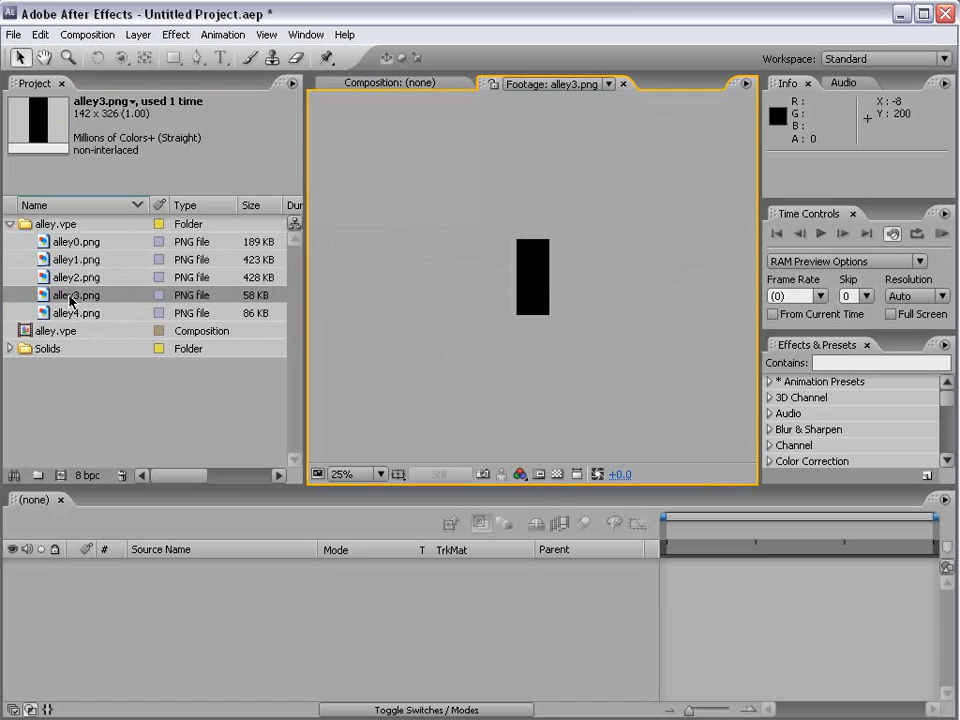 Adobe After Effects - Untitled Project.aep *
File Edit Composition Layer Effect Animation View Window Help
Workspace: Standard
Project
alley3.png, used 1 time
142 x 326 (1.00)
Millions of Colors+ (Straight)
non-interlaced
Name Type Size Dur
alley.vpe Folder
alley0.png PNG file 189 KB
alley1.png PNG file 423 KB
alley2.png PNG file 428 KB
alley3.png PNG file 58 KB
alley4.png PNG file 86 KB
alley.vpe Composition
Solids Folder
8 bpc
Composition: (none) Footage: alley3.png
25% Still +0.0
Info Audio
R : X : -8
G : Y : 200
B :
A : 0
Time Controls
RAM Preview Options
Frame Rate Skip Resolution
(0) 0 Auto
From Current Time Full Screen
Effects & Presets
Contains:
* Animation Presets
3D Channel
Audio
Blur & Sharpen
Channel
Color Correction
(none)
# Source Name Mode T TrkMat Parent
Toggle Switches / Modes